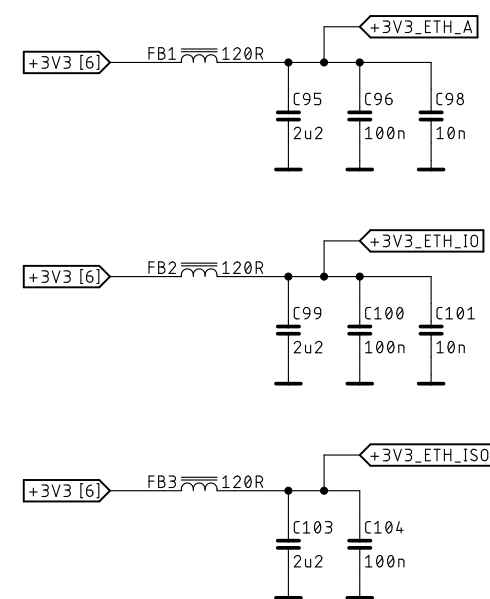 +3V3_ETH_A
+3V3 [6] FB1 120R
C95 C96 C98
2u2 100n 10n
+3V3_ETH_IO
+3V3 [6] FB2 120R
C99 C100 C101
2u2 100n 10n
+3V3_ETH_ISO
+3V3 [6] FB3 120R
C103 C104
2u2 100n